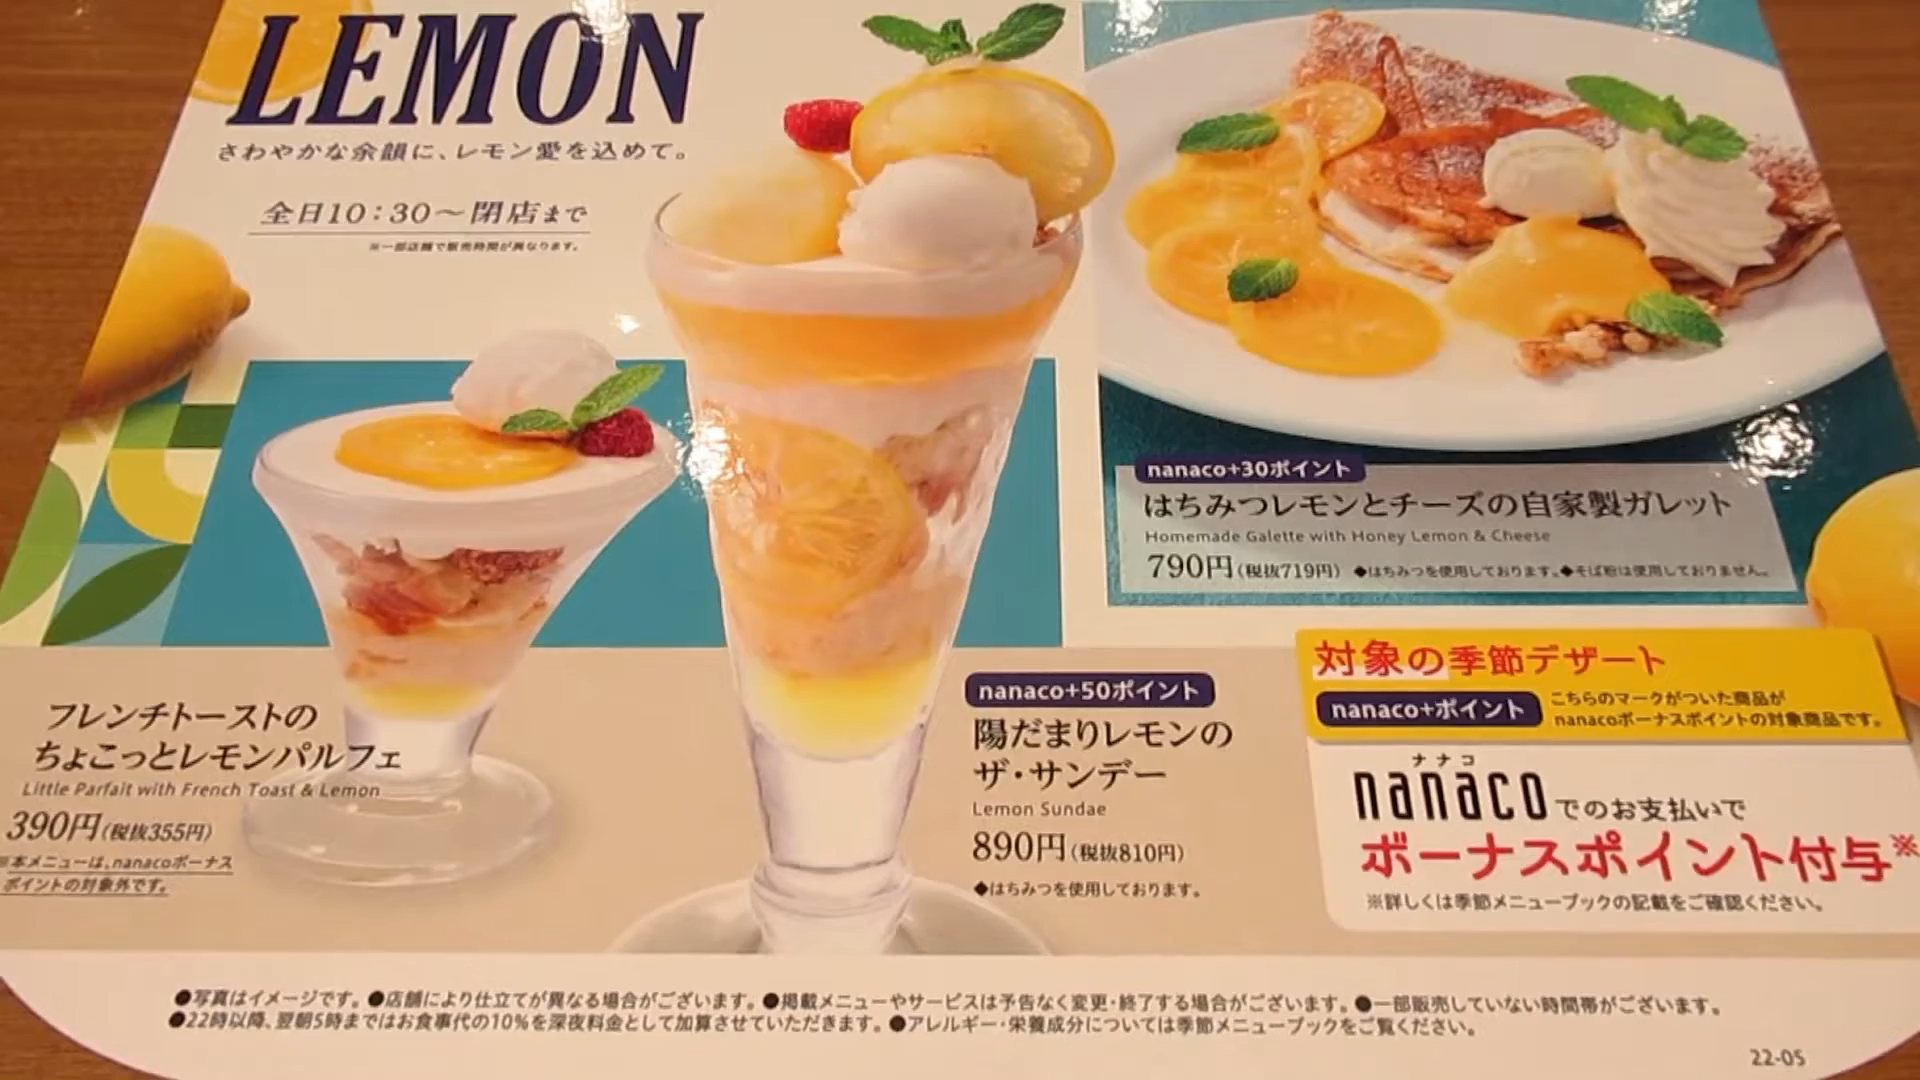 LEMON
さわやかな余韻に、レモン愛を込めて。
全日10:30〜閉店まで
※一部店舗で販売時間が異なります。
nanaco+30ポイント
はちみつレモンとチーズの自家製ガレット
Homemade Galette with Honey Lemon & Cheese
790円(税抜719円) ◆はちみつを使用しております。◆そば粉は使用しておりません。
フレンチトーストの
ちょこっとレモンパルフェ
Little Parfait with French Toast & Lemon
390円(税抜355円)
※本メニューは、nanacoボーナス
ポイントの対象外です。
nanaco+50ポイント
陽だまりレモンの
ザ・サンデー
Lemon Sundae
890円(税抜810円)
◆はちみつを使用しております。
対象の季節デザート
nanaco+ポイント
こちらのマークがついた商品が
nanacoボーナスポイントの対象商品です。
ナナコ
nanacoでのお支払いで
ボーナスポイント付与※
※詳しくは季節メニューブックの記載をご確認ください。
●写真はイメージです。●店舗により仕立てが異なる場合がございます。●掲載メニューやサービスは予告なく変更・終了する場合がございます。●一部販売していない時間帯がございます。
●22時以降、翌朝5時まではお食事代の10%を深夜料金として加算させていただきます。●アレルギー・栄養成分については季節メニューブックをご覧ください。
22-05